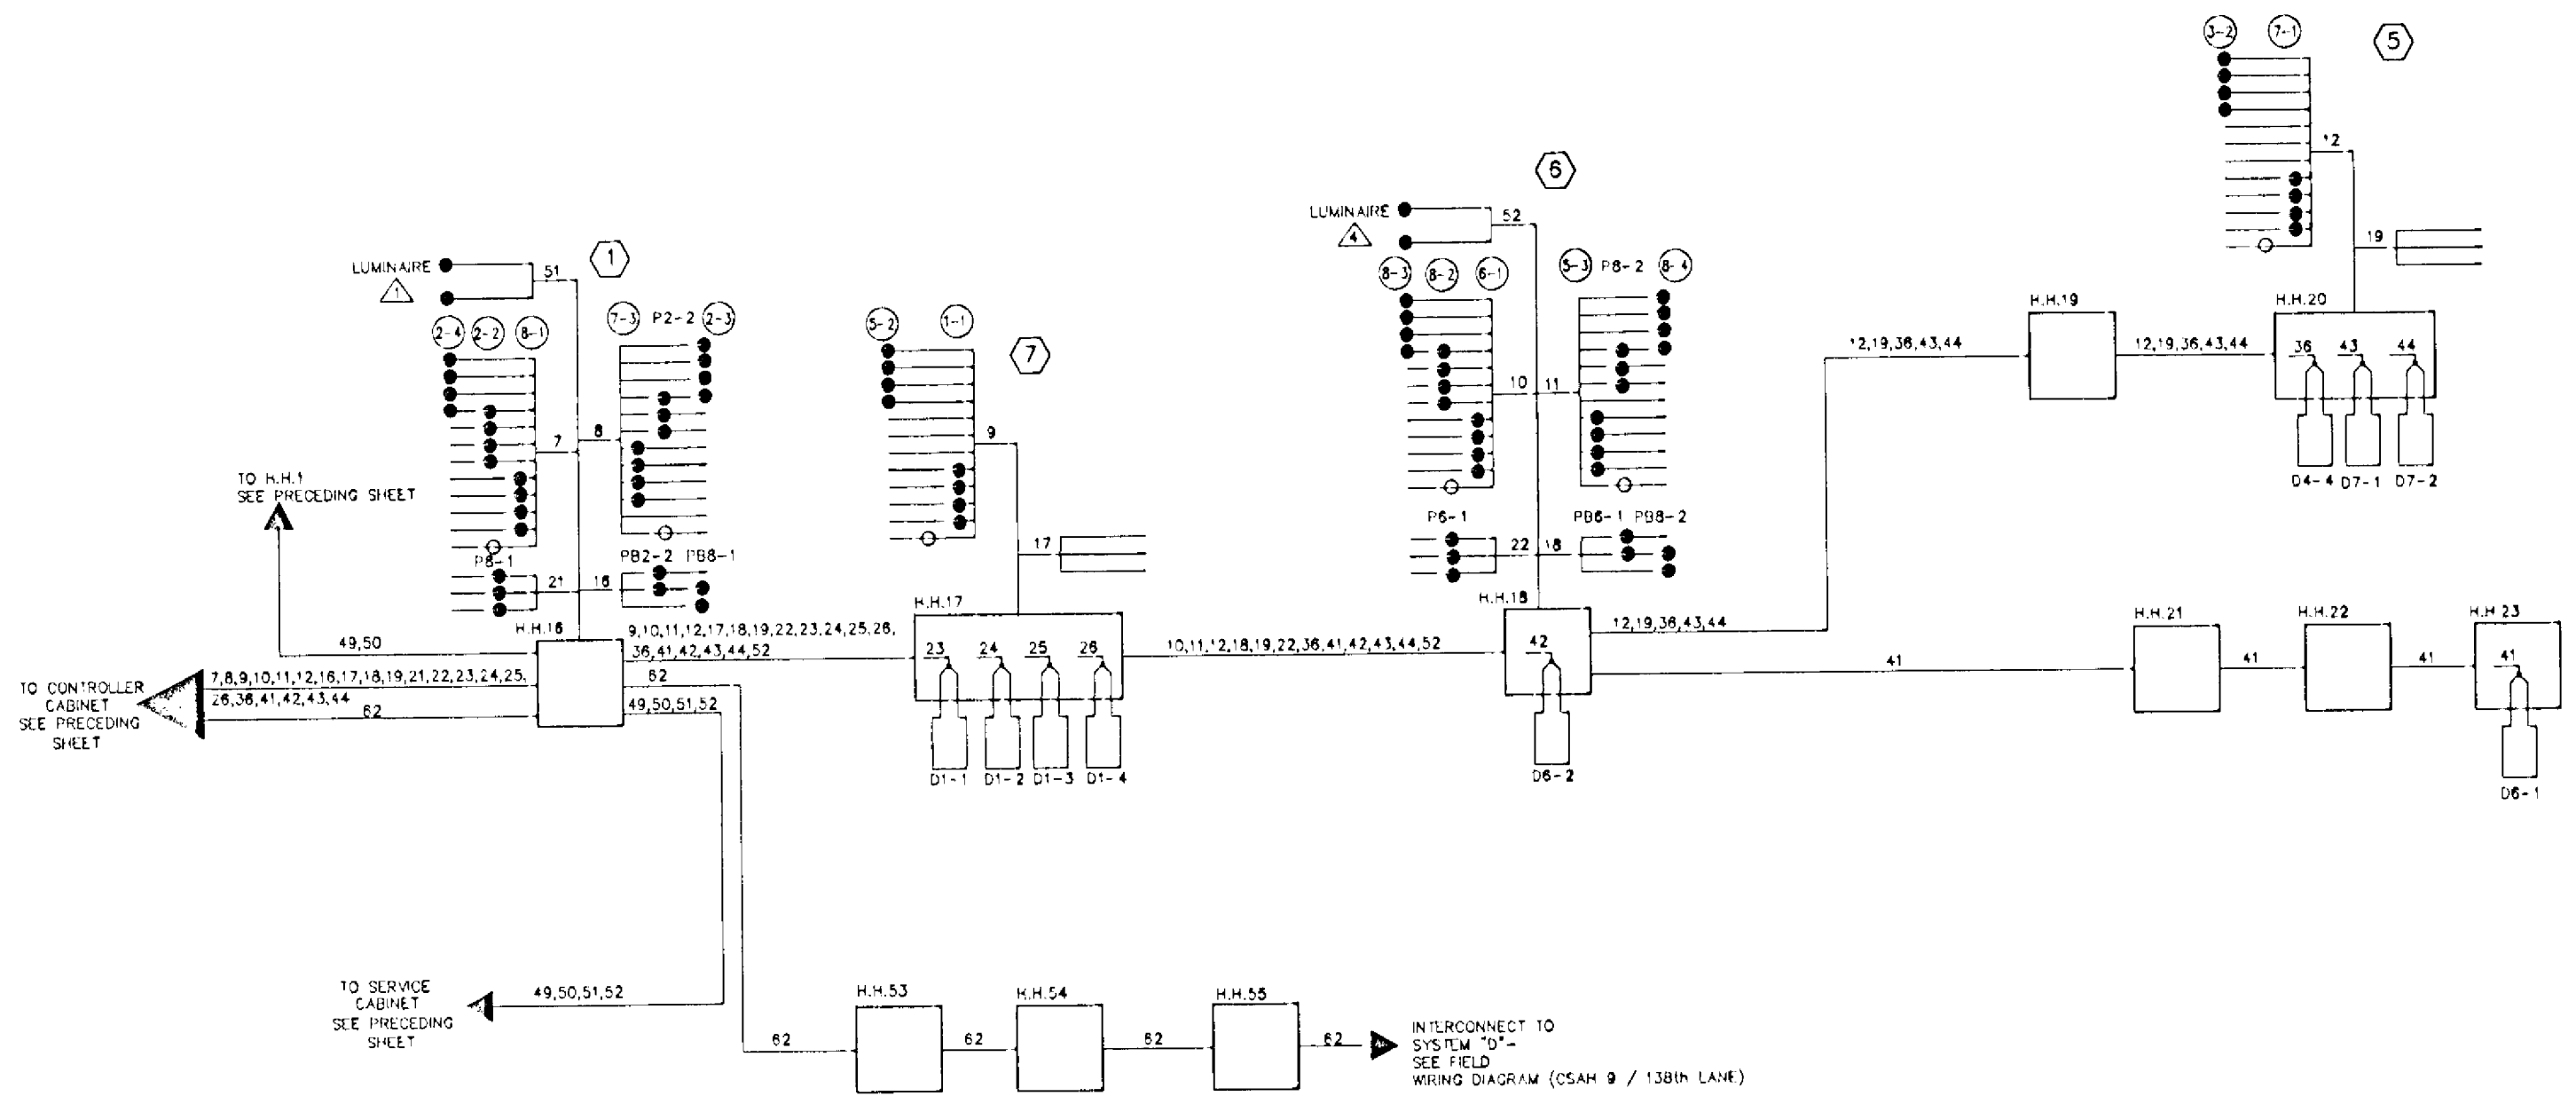 3-2 7-1 5
12
19
6
LUMINAIRE 52
4
8-3 8-2 6-1 5-3 P8-2 8-4
10 11
P6-1 PB6-1 PB8-2
22 18
1
LUMINAIRE 51
1
2-4 2-2 8-1 7-3 P2-2 2-3
7 8
P8-1 PB2-2 PB8-1
21 16
5-2 1-1 7
9
17
H.H.19 H.H.20
12,19,36,43,44 12,19,36,43,44
36 43 44
D4-4 D7-1 D7-2
TO H.H.1
SEE PRECEDING SHEET
49,50
H.H.16
9,10,11,12,17,18,19,22,23,24,25,26,
36,41,42,43,44,52
62
49,50,51,52
H.H.17
23 24 25 26
D1-1 D1-2 D1-3 D1-4
10,11,12,18,19,22,36,41,42,43,44,52
H.H.18
42
D6-2
12,19,36,43,44
41
H.H.21 H.H.22 H.H.23
41 41 41
D6-1
TO CONTROLLER
CABINET
SEE PRECEDING
SHEET
7,8,9,10,11,12,16,17,18,19,21,22,23,24,25,
26,36,41,42,43,44
62
TO SERVICE
CABINET
SEE PRECEDING
SHEET
49,50,51,52
H.H.53 H.H.54 H.H.55
62 62 62 62
INTERCONNECT TO
SYSTEM "D"-
SEE FIELD
WIRING DIAGRAM (CSAH 9 / 138th LANE)